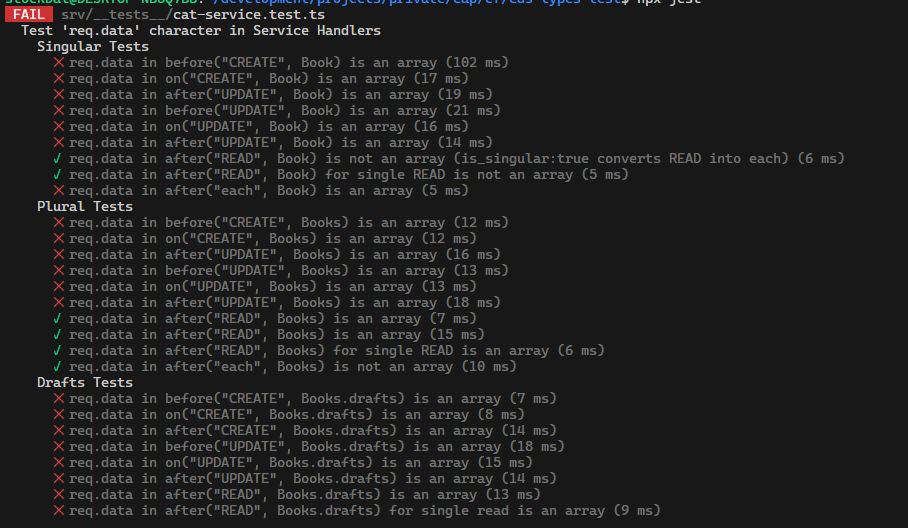 FAIL srv/__tests__/cat-service.test.ts
Test 'req.data' character in Service Handlers
Singular Tests
✕ req.data in before("CREATE", Book) is an array (102 ms)
✕ req.data in on("CREATE", Book) is an array (17 ms)
✕ req.data in after("UPDATE", Book) is an array (19 ms)
✕ req.data in before("UPDATE", Book) is an array (21 ms)
✕ req.data in on("UPDATE", Book) is an array (16 ms)
✕ req.data in after("UPDATE", Book) is an array (14 ms)
√ req.data in after("READ", Book) is not an array (is_singular:true converts READ into each) (6 ms)
√ req.data in after("READ", Book) for single READ is not an array (5 ms)
✕ req.data in after("each", Book) is an array (5 ms)
Plural Tests
✕ req.data in before("CREATE", Books) is an array (12 ms)
✕ req.data in on("CREATE", Books) is an array (12 ms)
✕ req.data in after("UPDATE", Books) is an array (16 ms)
✕ req.data in before("UPDATE", Books) is an array (13 ms)
✕ req.data in on("UPDATE", Books) is an array (13 ms)
✕ req.data in after("UPDATE", Books) is an array (18 ms)
√ req.data in after("READ", Books) is an array (7 ms)
√ req.data in after("READ", Books) is an array (15 ms)
√ req.data in after("READ", Books) for single READ is an array (6 ms)
√ req.data in after("each", Books) is not an array (10 ms)
Drafts Tests
✕ req.data in before("CREATE", Books.drafts) is an array (7 ms)
✕ req.data in on("CREATE", Books.drafts) is an array (8 ms)
✕ req.data in after("CREATE", Books.drafts) is an array (14 ms)
✕ req.data in before("UPDATE", Books.drafts) is an array (18 ms)
✕ req.data in on("UPDATE", Books.drafts) is an array (15 ms)
✕ req.data in after("UPDATE", Books.drafts) is an array (14 ms)
✕ req.data in after("READ", Books.drafts) is an array (13 ms)
✕ req.data in after("READ", Books.drafts) for single read is an array (9 ms)